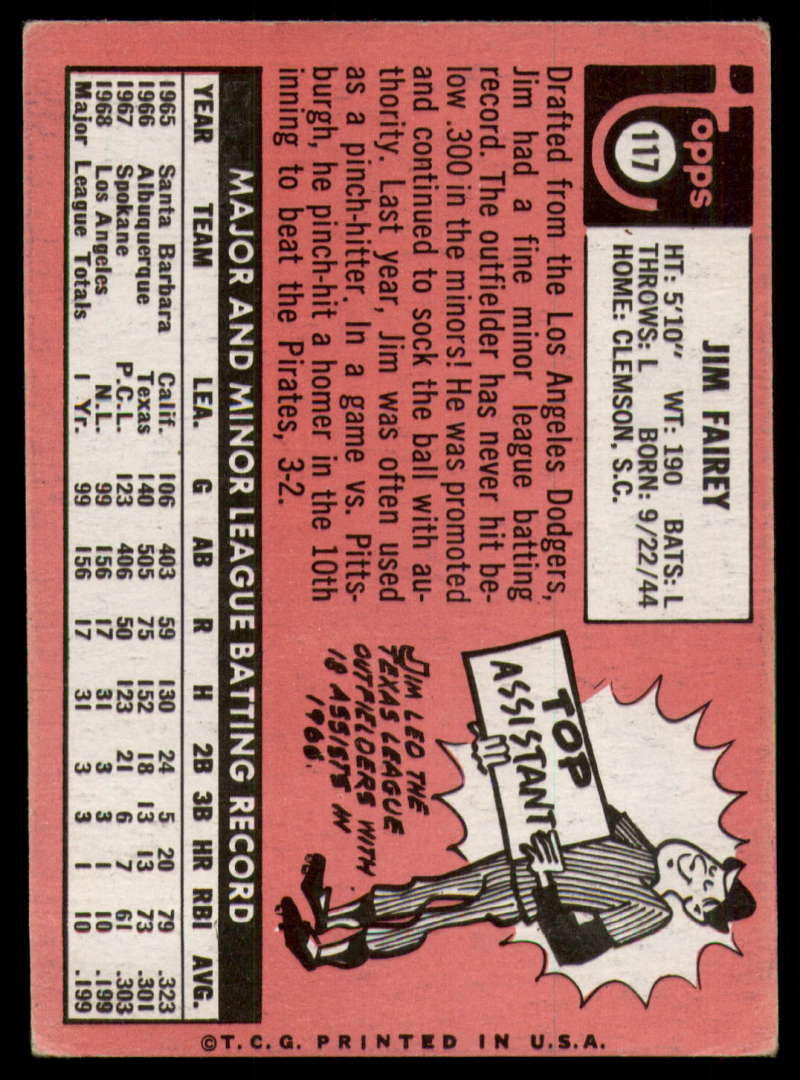 Topps
117
JIM FAIREY
HT: 5'10" WT: 190 BATS: L
THROWS: L BORN: 9/22/44
HOME: CLEMSON, S.C.
Drafted from the Los Angeles Dodgers,
Jim had a fine minor league batting
record. The outfielder has never hit be-
low .300 in the minors! He was promoted
and continued to sock the ball with au-
thority. Last year, Jim was often used
as a pinch-hitter. In a game vs. Pitts-
burgh, he pinch-hit a homer in the 10th
inning to beat the Pirates, 3-2.
TOP
ASSISTANT
JIM LED THE
TEXAS LEAGUE
OUTFIELDERS WITH
18 ASSISTS IN
1966.
MAJOR AND MINOR LEAGUE BATTING RECORD
YEAR TEAM LEA. G AB R H 2B 3B HR RBI AVG.
1965 Santa Barbara Calif. 106 403 59 130 24 5 20 79 .323
1966 Albuquerque Texas 140 505 75 152 18 13 13 73 .301
1967 Spokane P.C.L. 123 406 50 123 21 6 7 61 .303
1968 Los Angeles N.L. 99 156 17 31 3 3 1 10 .199
Major League Totals 1 Yr. 99 156 17 31 3 3 1 10 .199
©T.C.G. PRINTED IN U.S.A.